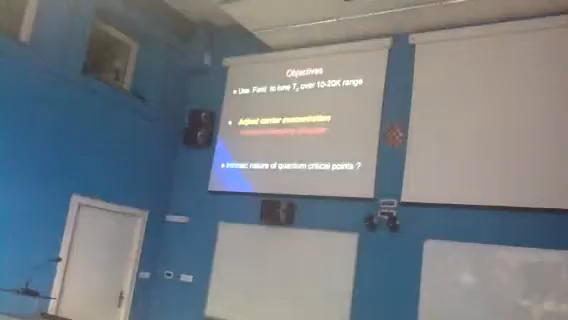 Objectives
• Use Field to tune Tc over 10-20K range
• Adjust carrier concentration
• Intrinsic nature of quantum critical points ?